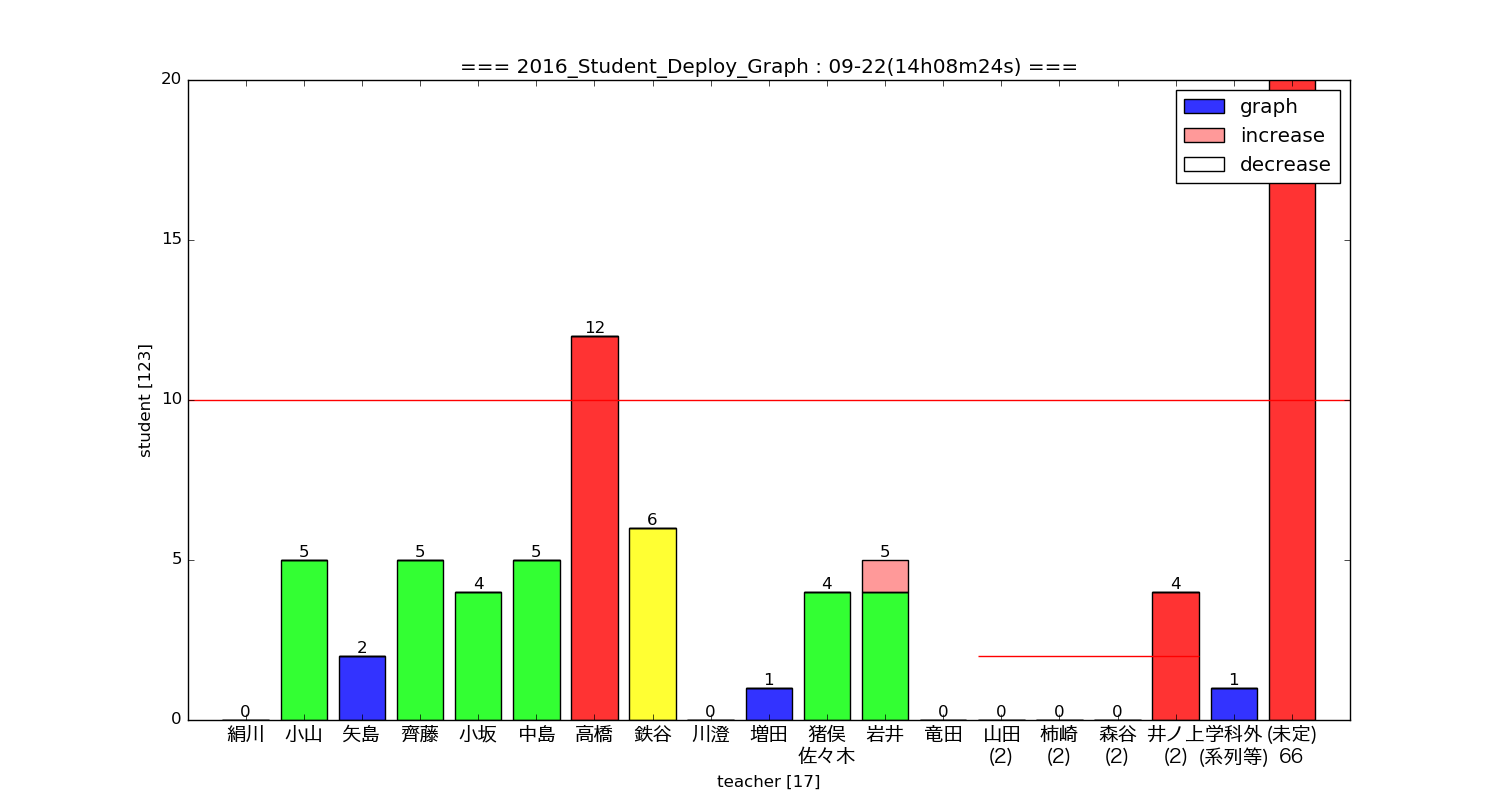 === 2016_Student_Deploy_Graph : 09-22(14h08m24s) ===
graph
increase
decrease
student [123]
20
15
10
5
0
0
5
2
5
4
5
12
6
0
1
4
5
0
0
0
0
4
1
絹川 小山 矢島 齊藤 小坂 中島 高橋 鉄谷 川澄 増田 猪俣 岩井 竜田 山田 柿崎 森谷 井ノ上 学科外 (未定)
佐々木 (2) (2) (2) (2) (系列等) 66
teacher [17]